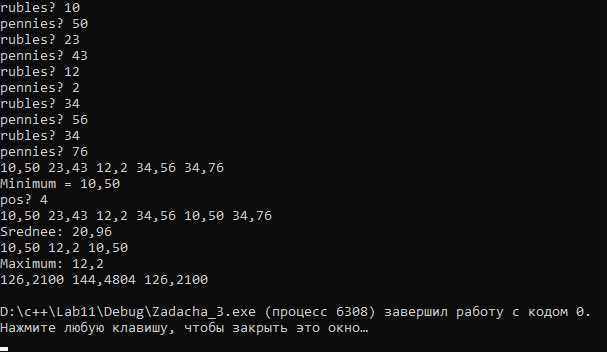 rubles? 10
pennies? 50
rubles? 23
pennies? 43
rubles? 12
pennies? 2
rubles? 34
pennies? 56
rubles? 34
pennies? 76
10,50 23,43 12,2 34,56 34,76
Minimum = 10,50
pos? 4
10,50 23,43 12,2 34,56 10,50 34,76
Srednee: 20,96
10,50 12,2 10,50
Maximum: 12,2
126,2100 144,4804 126,2100
D:\c++\Lab11\Debug\Zadacha_3.exe (процесс 6308) завершил работу с кодом 0.
Нажмите любую клавишу, чтобы закрыть это окно…